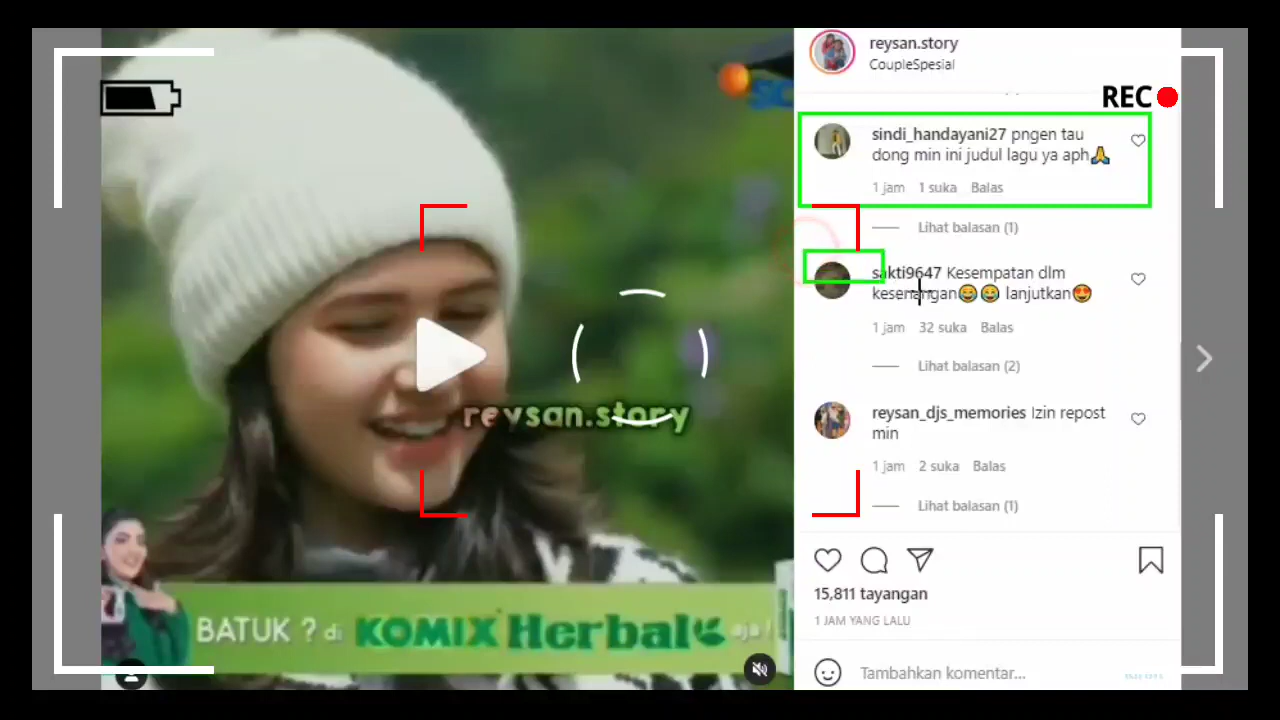 reysan.story
CoupleSpesial
REC
sindi_handayani27 pngen tau
dong min ini judul lagu ya aph🙏
1 jam 1 suka Balas
Lihat balasan (1)
sakti9647 Kesempatan dlm
kesenangan😂😂 lanjutkan😍
1 jam 32 suka Balas
Lihat balasan (2)
reysan_djs_memories Izin repost
min
1 jam 2 suka Balas
Lihat balasan (1)
15,811 tayangan
1 JAM YANG LALU
Tambahkan komentar...
reysan.story
BATUK ? di KOMIX Herbal aja !